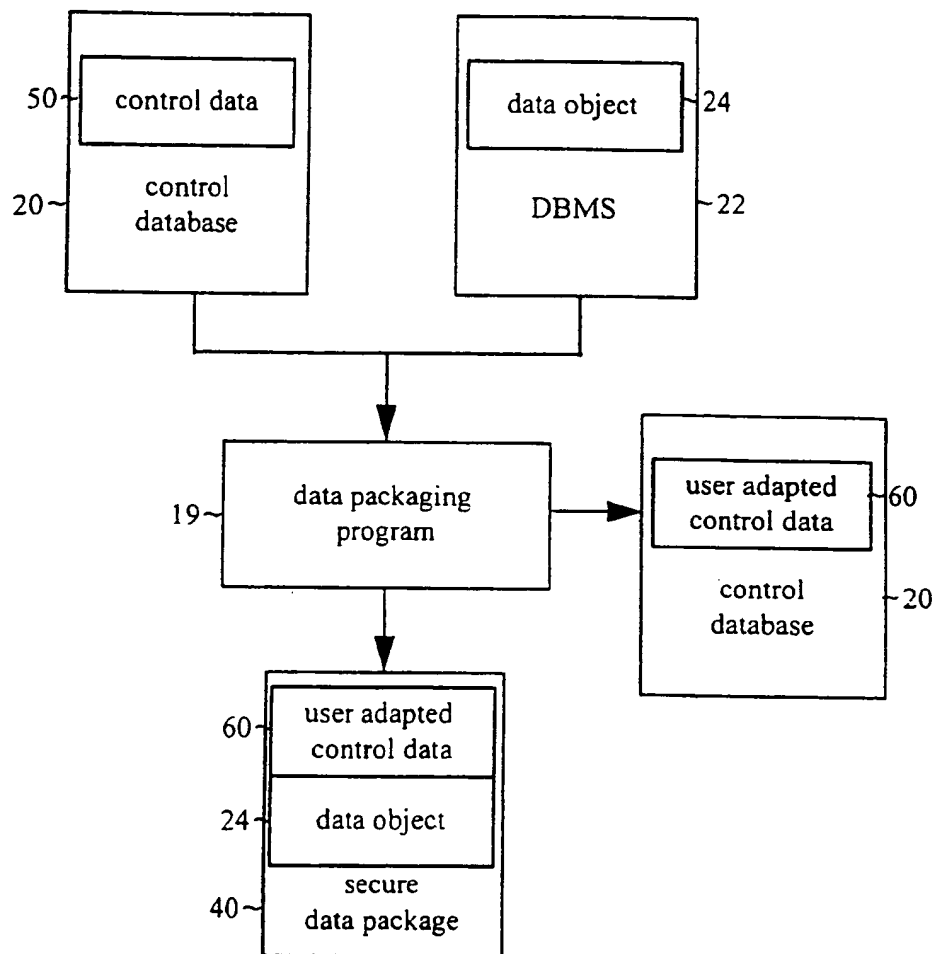 50 control data
data object 24
20 control
database
DBMS 22
19 data packaging
program
user adapted 60
control data
control 20
database
60 user adapted
control data
24 data object
secure
40 data package